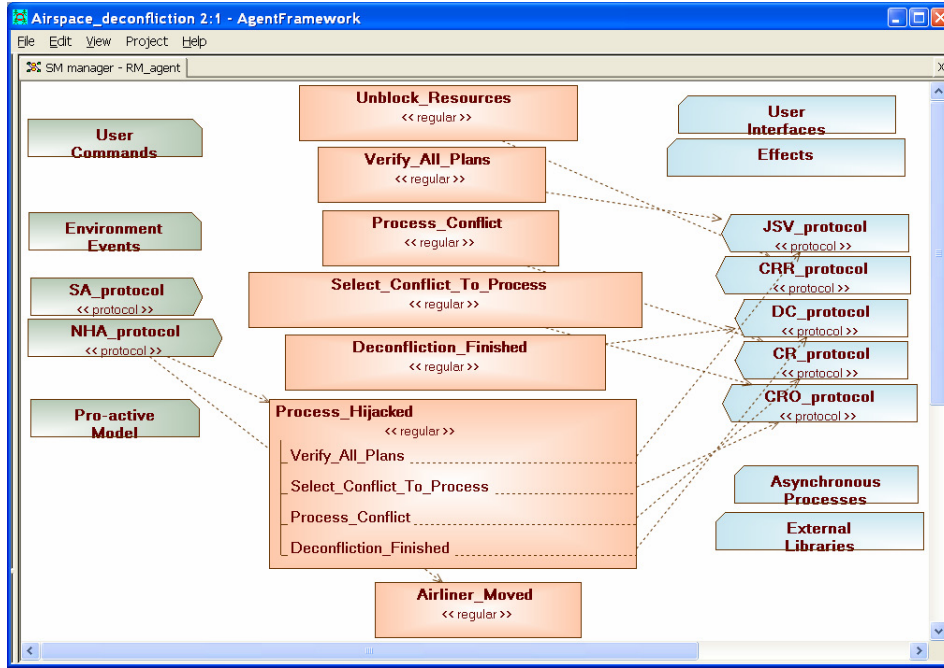 Airspace_deconfliction 2:1 - AgentFramework
File Edit View Project Help
SM manager - RM_agent
User
Commands
Environment
Events
SA_protocol
<< protocol >>
NHA_protocol
<< protocol >>
Pro-active
Model
Unblock_Resources
<< regular >>
Verify_All_Plans
<< regular >>
Process_Conflict
<< regular >>
Select_Conflict_To_Process
<< regular >>
Deconfliction_Finished
<< regular >>
Process_Hijacked
<< regular >>
Verify_All_Plans
Select_Conflict_To_Process
Process_Conflict
Deconfliction_Finished
Airliner_Moved
<< regular >>
User
Interfaces
Effects
JSV_protocol
<< protocol >>
CRR_protocol
<< protocol >>
DC_protocol
<< protocol >>
CR_protocol
<< protocol >>
CRO_protocol
<< protocol >>
Asynchronous
Processes
External
Libraries